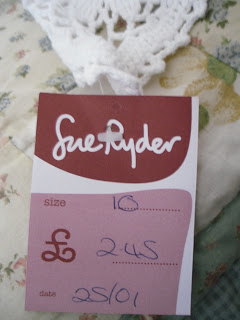 Sue Ryder
size 10
£ 2.45
date 25/01